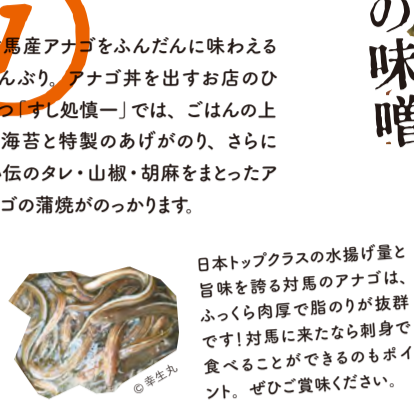 1
の味噌
馬産アナゴをふんだんに味わえる
んぶり。アナゴ丼を出すお店のひ
つ「すし処慎一」では、ごはんの上
海苔と特製のあげがのり、さらに
伝のタレ・山椒・胡麻をまとったア
ゴの蒲焼がのっかります。
日本トップクラスの水揚げ量と
旨味を誇る対馬のアナゴは、
ふっくら肉厚で脂のりが抜群
です！対馬に来たなら刺身で
食べることができるのもポイ
ント。ぜひご賞味ください。
© 幸生丸